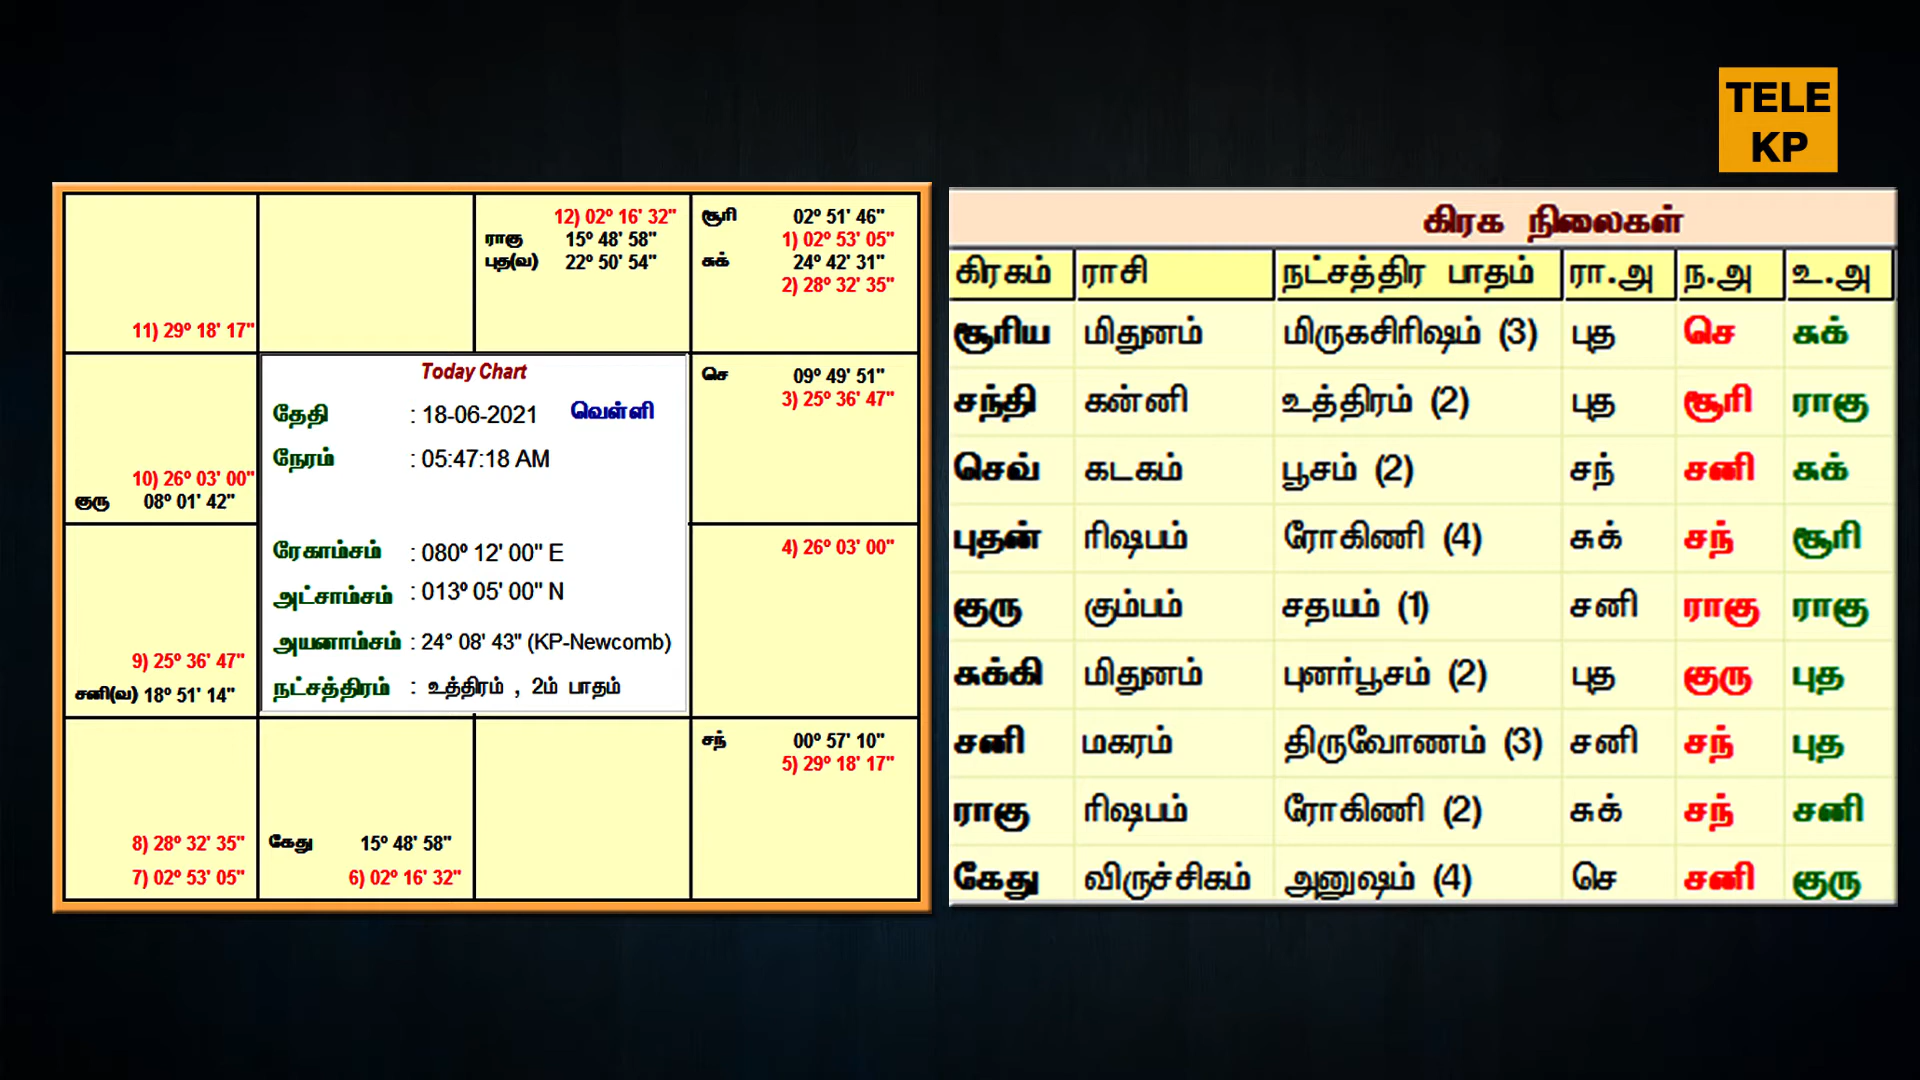 TELE
KP
12) 02º 16' 32"
ராகு 15º 48' 58"
புத(வ) 22º 50' 54"
சூரி 02º 51' 46"
1) 02º 53' 05"
சுக் 24º 42' 31"
2) 28º 32' 35"
11) 29º 18' 17"
10) 26º 03' 00"
குரு 08º 01' 42"
Today Chart
தேதி : 18-06-2021 வெள்ளி
நேரம் : 05:47:18 AM
ரேகாம்சம் : 080º 12' 00" E
அட்சாம்சம் : 013º 05' 00" N
அயனாம்சம் : 24° 08' 43" (KP-Newcomb)
நட்சத்திரம் : உத்திரம் , 2ம் பாதம்
செ 09º 49' 51"
3) 25º 36' 47"
4) 26º 03' 00"
9) 25º 36' 47"
சனி(வ) 18º 51' 14"
சந் 00º 57' 10"
5) 29º 18' 17"
8) 28º 32' 35"
7) 02º 53' 05"
கேது 15º 48' 58"
6) 02º 16' 32"
கிரக நிலைகள்
கிரகம் ராசி நட்சத்திர பாதம் ரா.அ ந.அ உ.அ
சூரிய மிதுனம் மிருகசிரிஷம் (3) புத செ சுக்
சந்தி கன்னி உத்திரம் (2) புத சூரி ராகு
செவ் கடகம் பூசம் (2) சந் சனி சுக்
புதன் ரிஷபம் ரோகிணி (4) சுக் சந் சூரி
குரு கும்பம் சதயம் (1) சனி ராகு ராகு
சுக்கி மிதுனம் புனர்பூசம் (2) புத குரு புத
சனி மகரம் திருவோணம் (3) சனி சந் புத
ராகு ரிஷபம் ரோகிணி (2) சுக் சந் சனி
கேது விருச்சிகம் அனுஷம் (4) செ சனி குரு